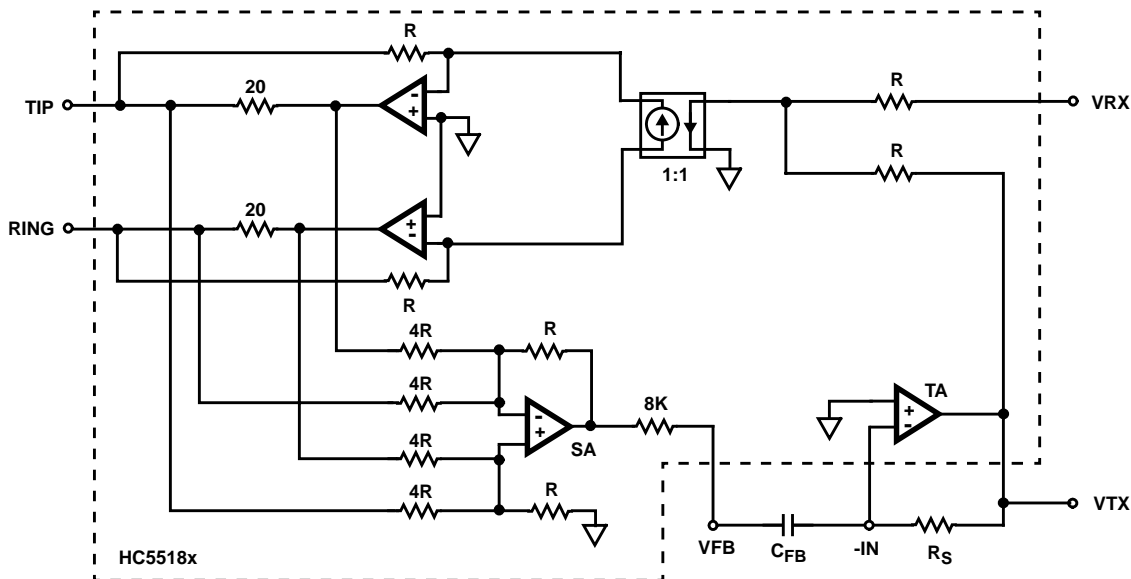 R
20
TIP
-
+
R
VRX
R
1:1
20
RING
+
-
R
4R
R
4R
8K
TA
+
-
-
+
SA
4R
4R
R
VTX
HC5518x
VFB
CFB
-IN
RS